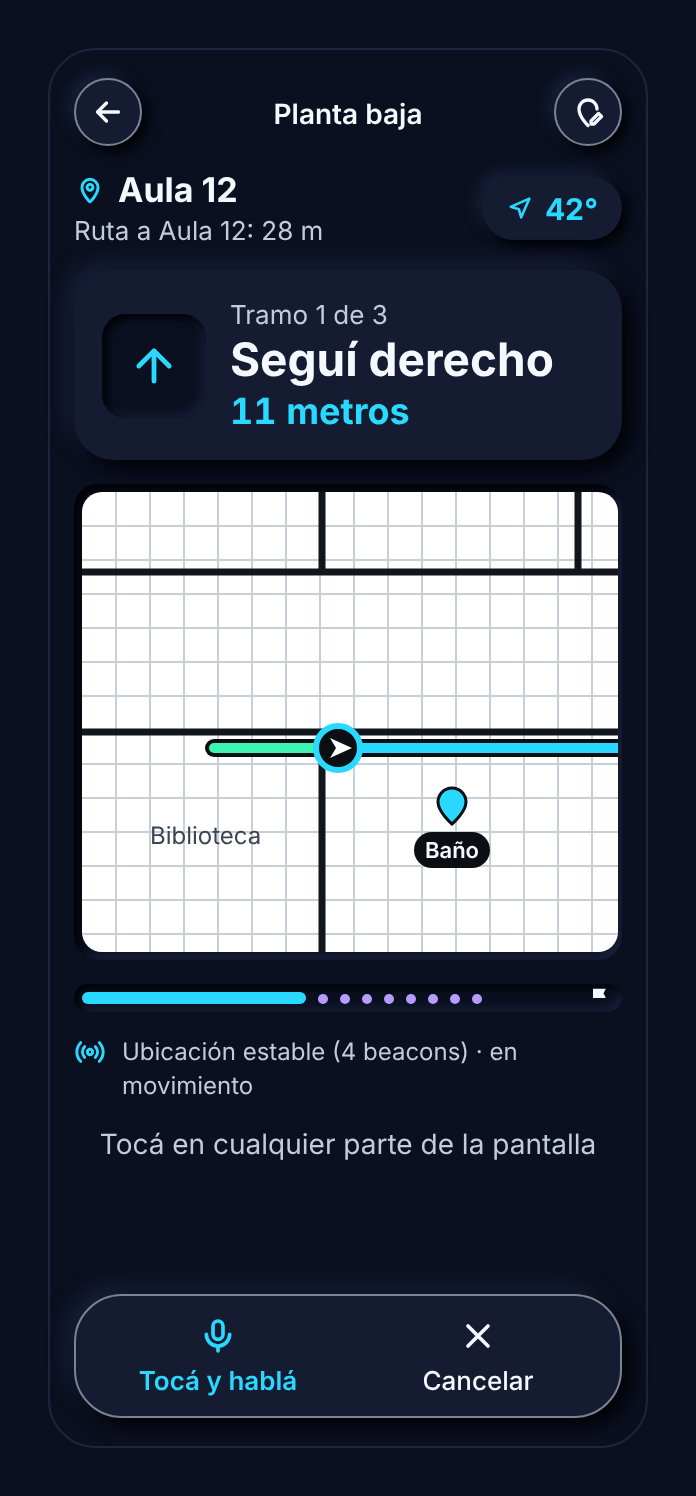 Planta baja
Aula 12
Ruta a Aula 12: 28 m
42°
Tramo 1 de 3
Seguí derecho
11 metros
Biblioteca
Baño
Ubicación estable (4 beacons) · en
movimiento
Tocá en cualquier parte de la pantalla
Tocá y hablá
Cancelar